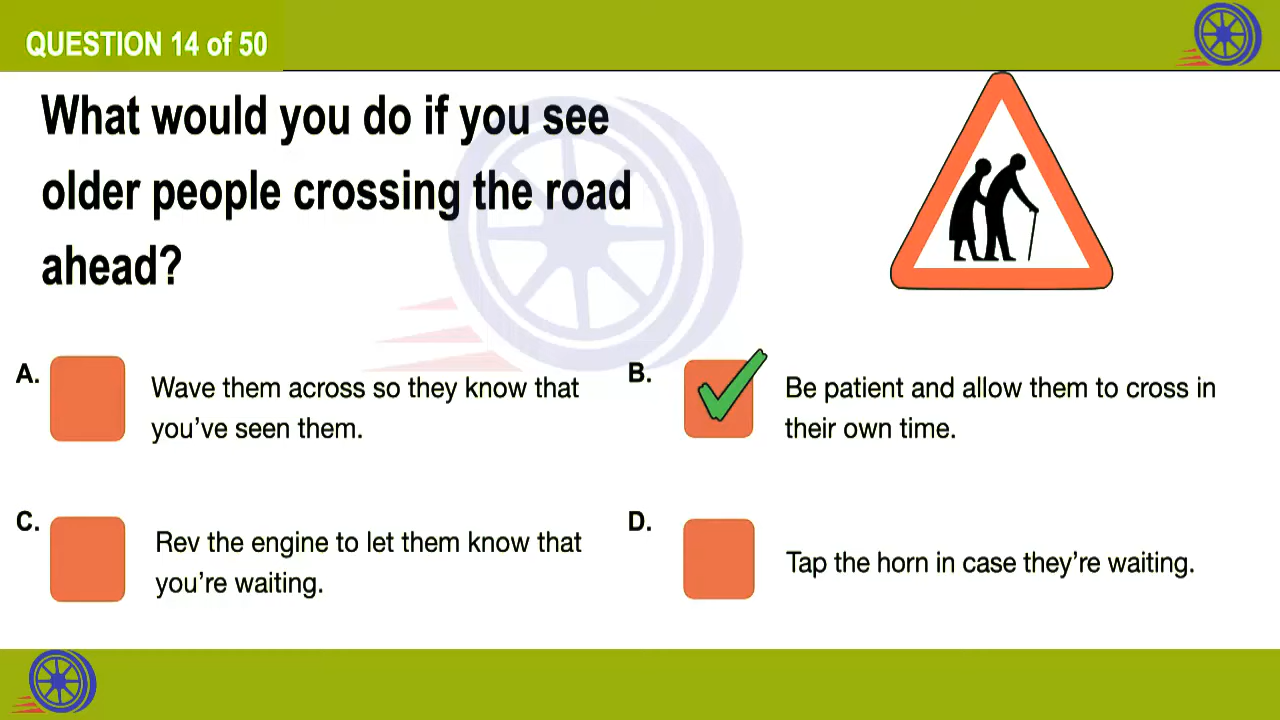 QUESTION 14 of 50
What would you do if you see
older people crossing the road
ahead?
A.
Wave them across so they know that
you've seen them.
B.
Be patient and allow them to cross in
their own time.
C.
Rev the engine to let them know that
you're waiting.
D.
Tap the horn in case they're waiting.